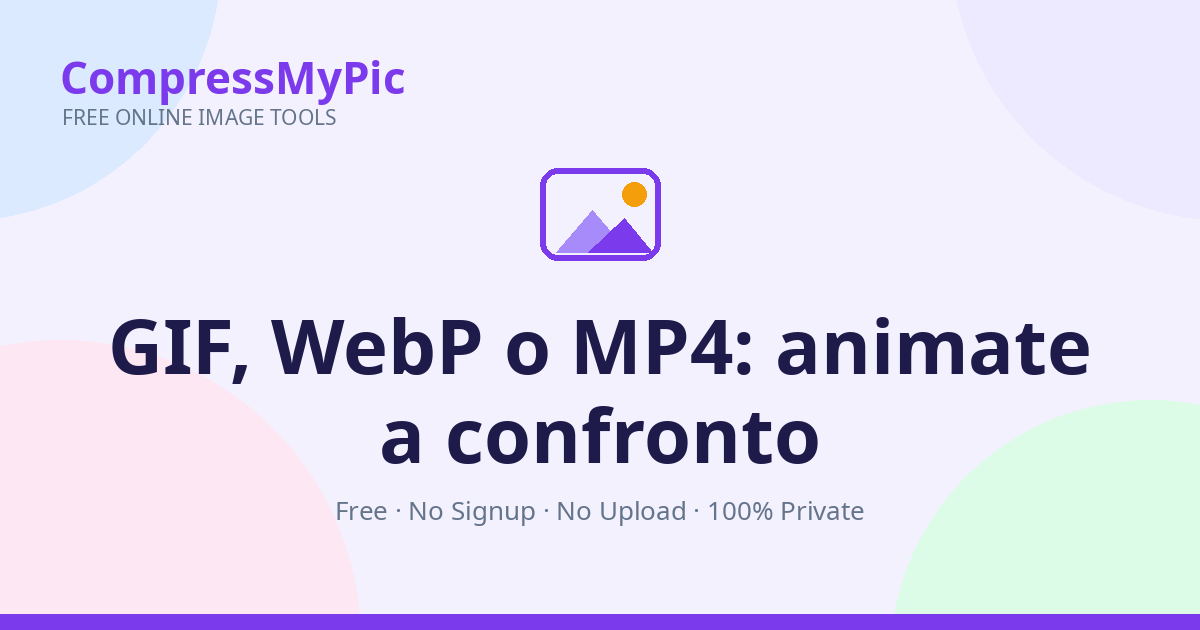 CompressMyPic
FREE ONLINE IMAGE TOOLS
GIF, WebP o MP4: animate
a confronto
Free · No Signup · No Upload · 100% Private